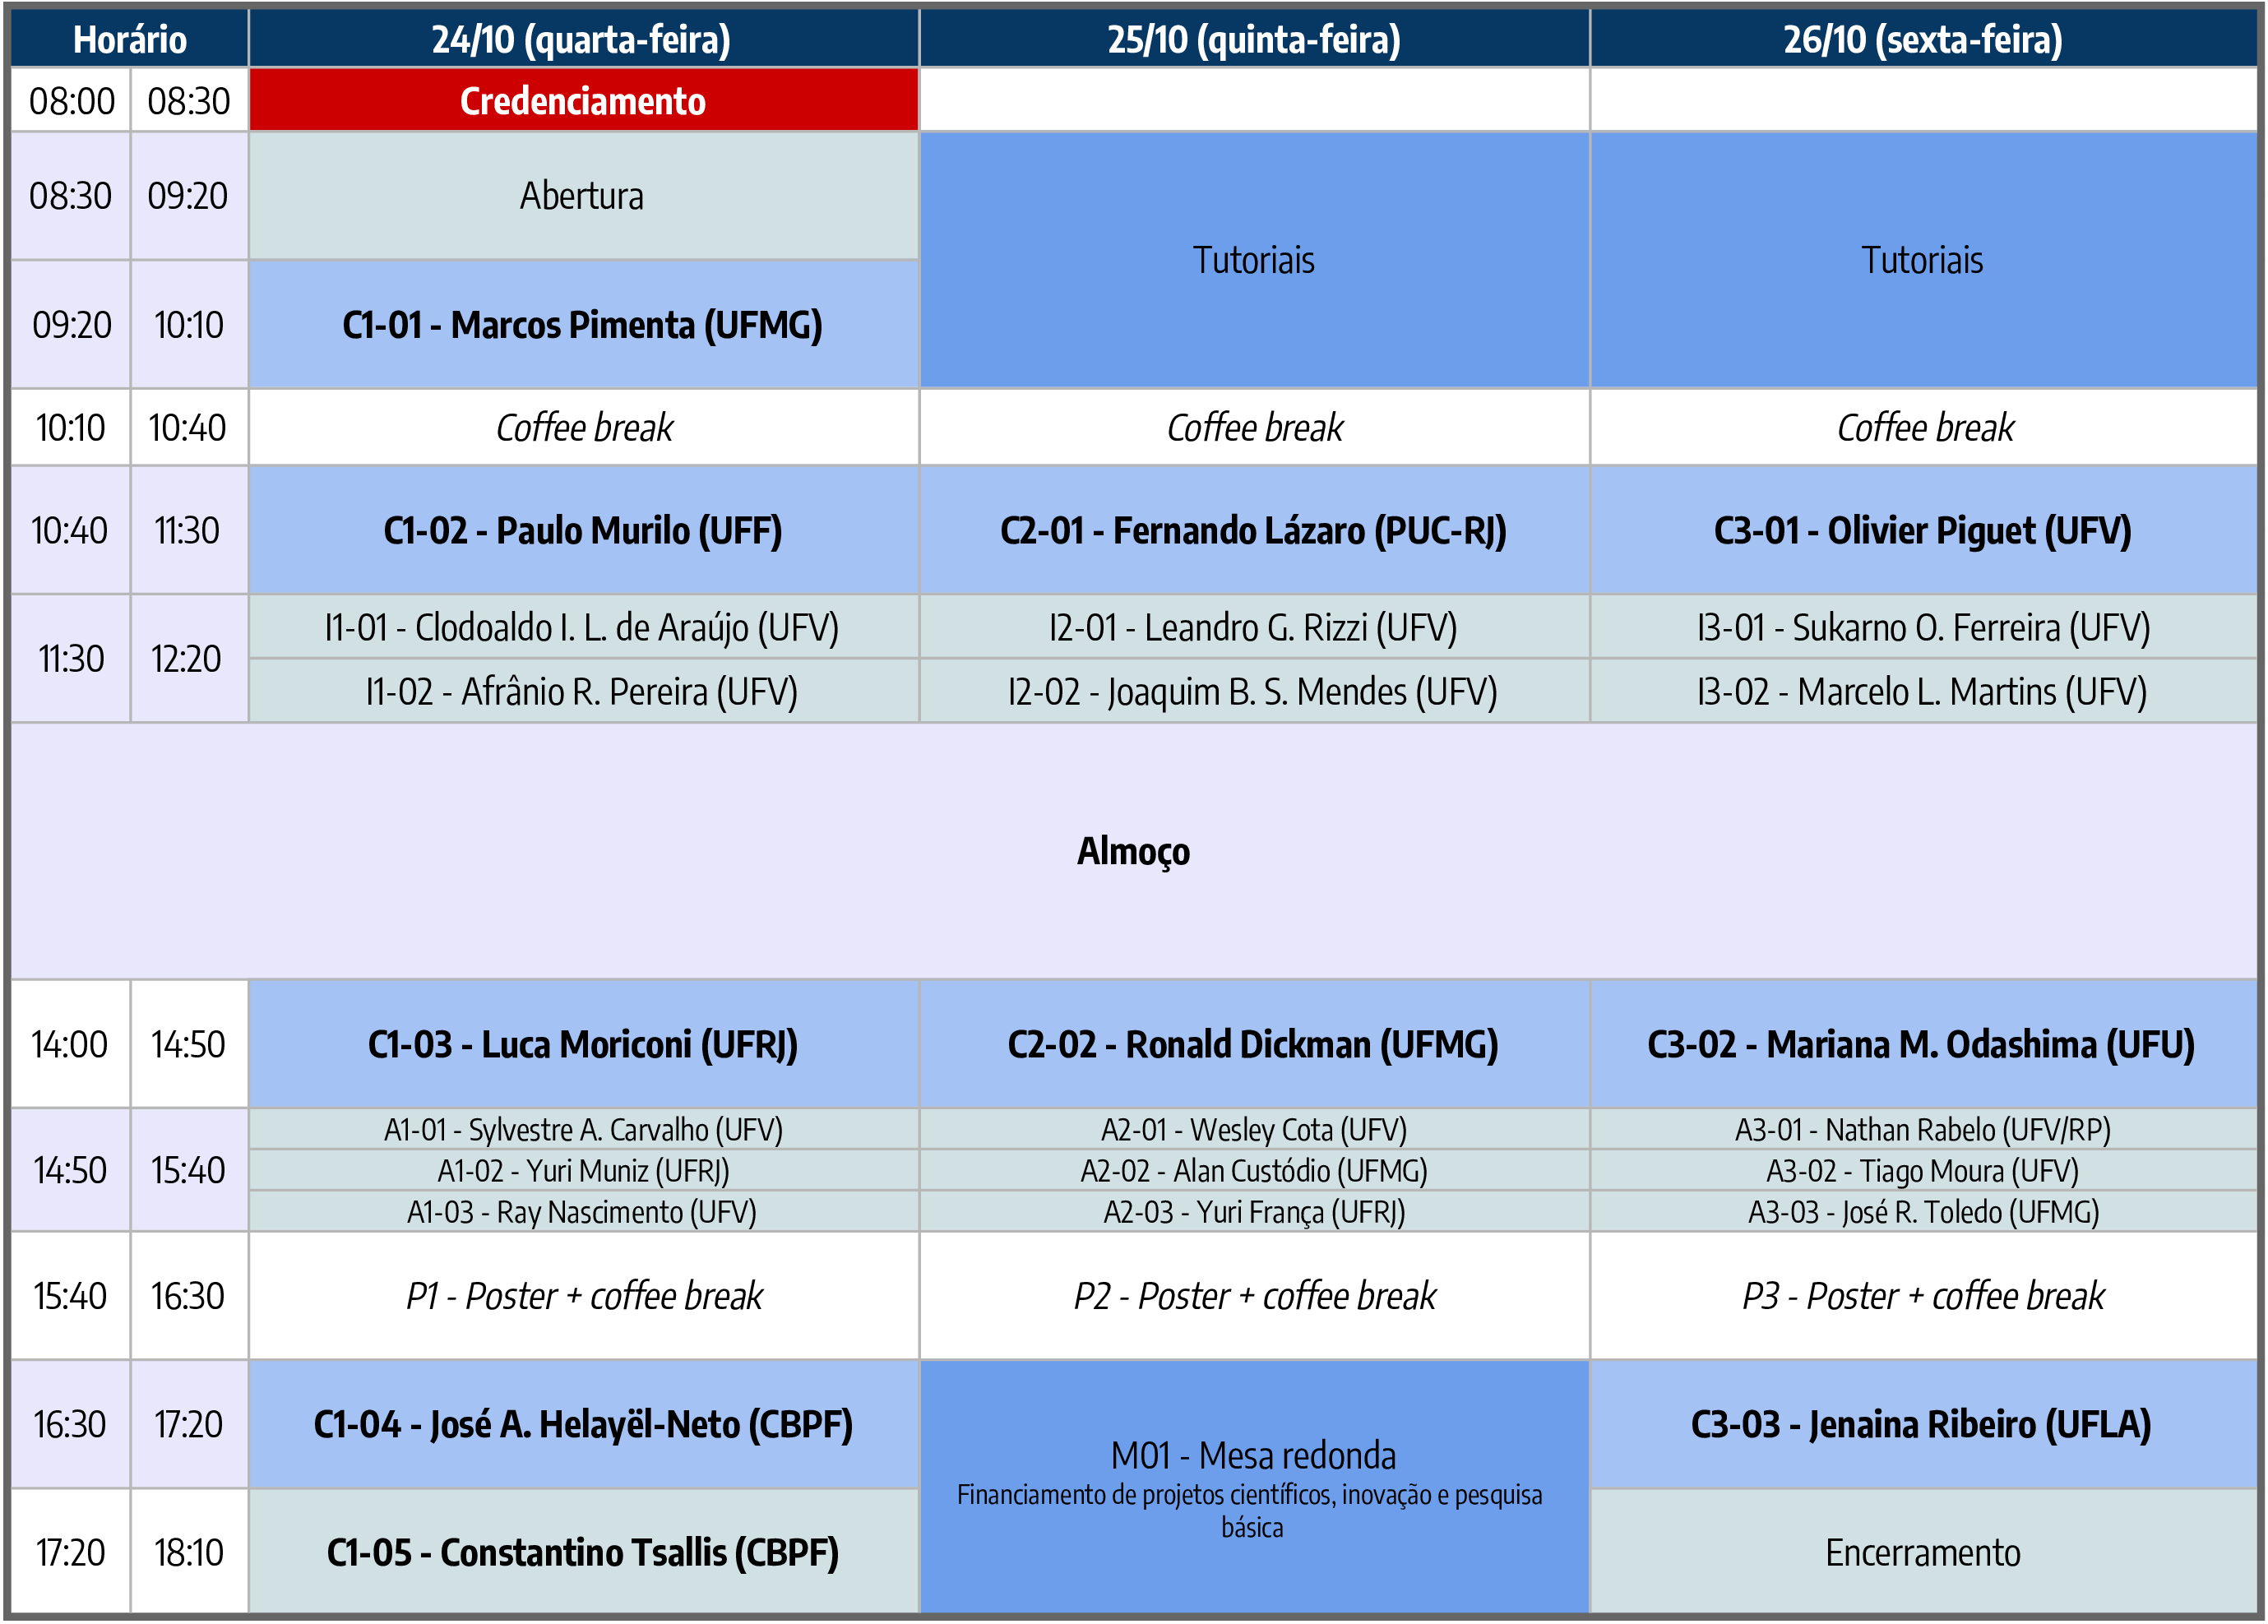 Horário 24/10 (quarta-feira) 25/10 (quinta-feira) 26/10 (sexta-feira)
08:00 08:30 Credenciamento
08:30 09:20 Abertura
Tutoriais Tutoriais
09:20 10:10 C1-01 - Marcos Pimenta (UFMG)
10:10 10:40 Coffee break Coffee break Coffee break
10:40 11:30 C1-02 - Paulo Murilo (UFF) C2-01 - Fernando Lázaro (PUC-RJ) C3-01 - Olivier Piguet (UFV)
I1-01 - Clodoaldo I. L. de Araújo (UFV) I2-01 - Leandro G. Rizzi (UFV) I3-01 - Sukarno O. Ferreira (UFV)
11:30 12:20
I1-02 - Afrânio R. Pereira (UFV) I2-02 - Joaquim B. S. Mendes (UFV) I3-02 - Marcelo L. Martins (UFV)
Almoço
14:00 14:50 C1-03 - Luca Moriconi (UFRJ) C2-02 - Ronald Dickman (UFMG) C3-02 - Mariana M. Odashima (UFU)
A1-01 - Sylvestre A. Carvalho (UFV) A2-01 - Wesley Cota (UFV) A3-01 - Nathan Rabelo (UFV/RP)
14:50 15:40 A1-02 - Yuri Muniz (UFRJ) A2-02 - Alan Custódio (UFMG) A3-02 - Tiago Moura (UFV)
A1-03 - Ray Nascimento (UFV) A2-03 - Yuri França (UFRJ) A3-03 - José R. Toledo (UFMG)
15:40 16:30 P1 - Poster + coffee break P2 - Poster + coffee break P3 - Poster + coffee break
16:30 17:20 C1-04 - José A. Helayël-Neto (CBPF) C3-03 - Jenaina Ribeiro (UFLA)
M01 - Mesa redonda
Financiamento de projetos científicos, inovação e pesquisa
básica
17:20 18:10 C1-05 - Constantino Tsallis (CBPF) Encerramento